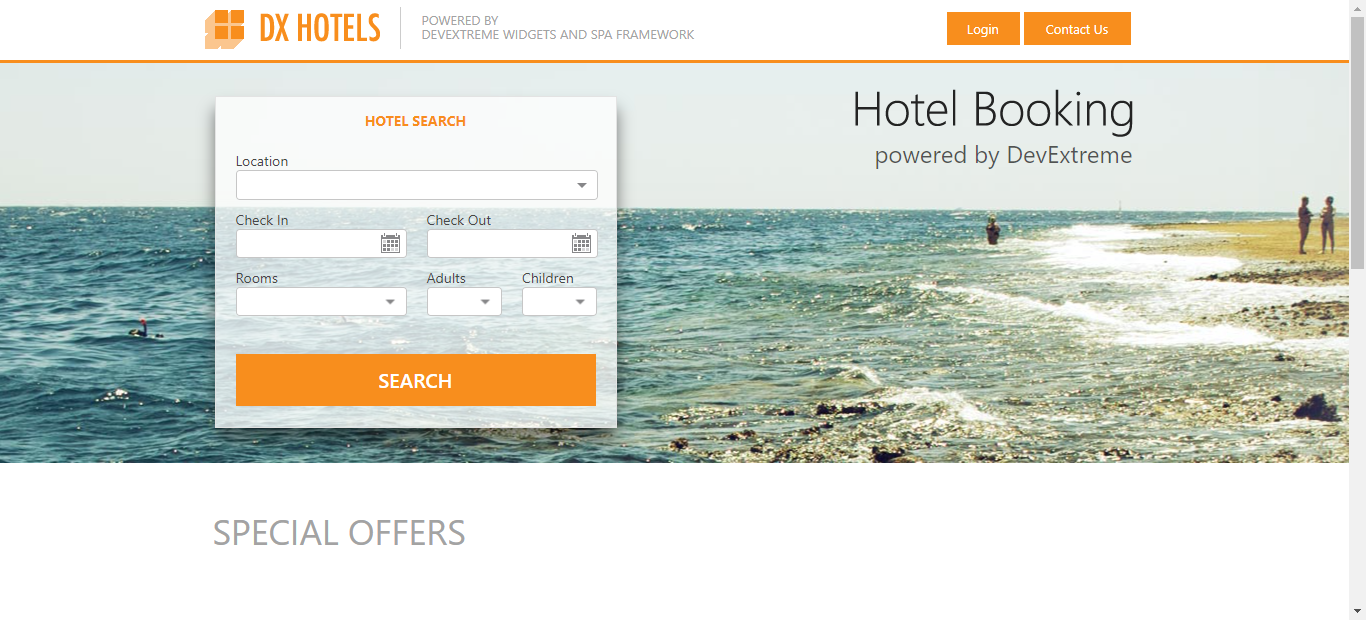 DX HOTELS
POWERED BY
DEVEXTREME WIDGETS AND SPA FRAMEWORK
Login
Contact Us
Hotel Booking
powered by DevExtreme
HOTEL SEARCH
Location
Check In
Check Out
Rooms
Adults
Children
SEARCH
SPECIAL OFFERS